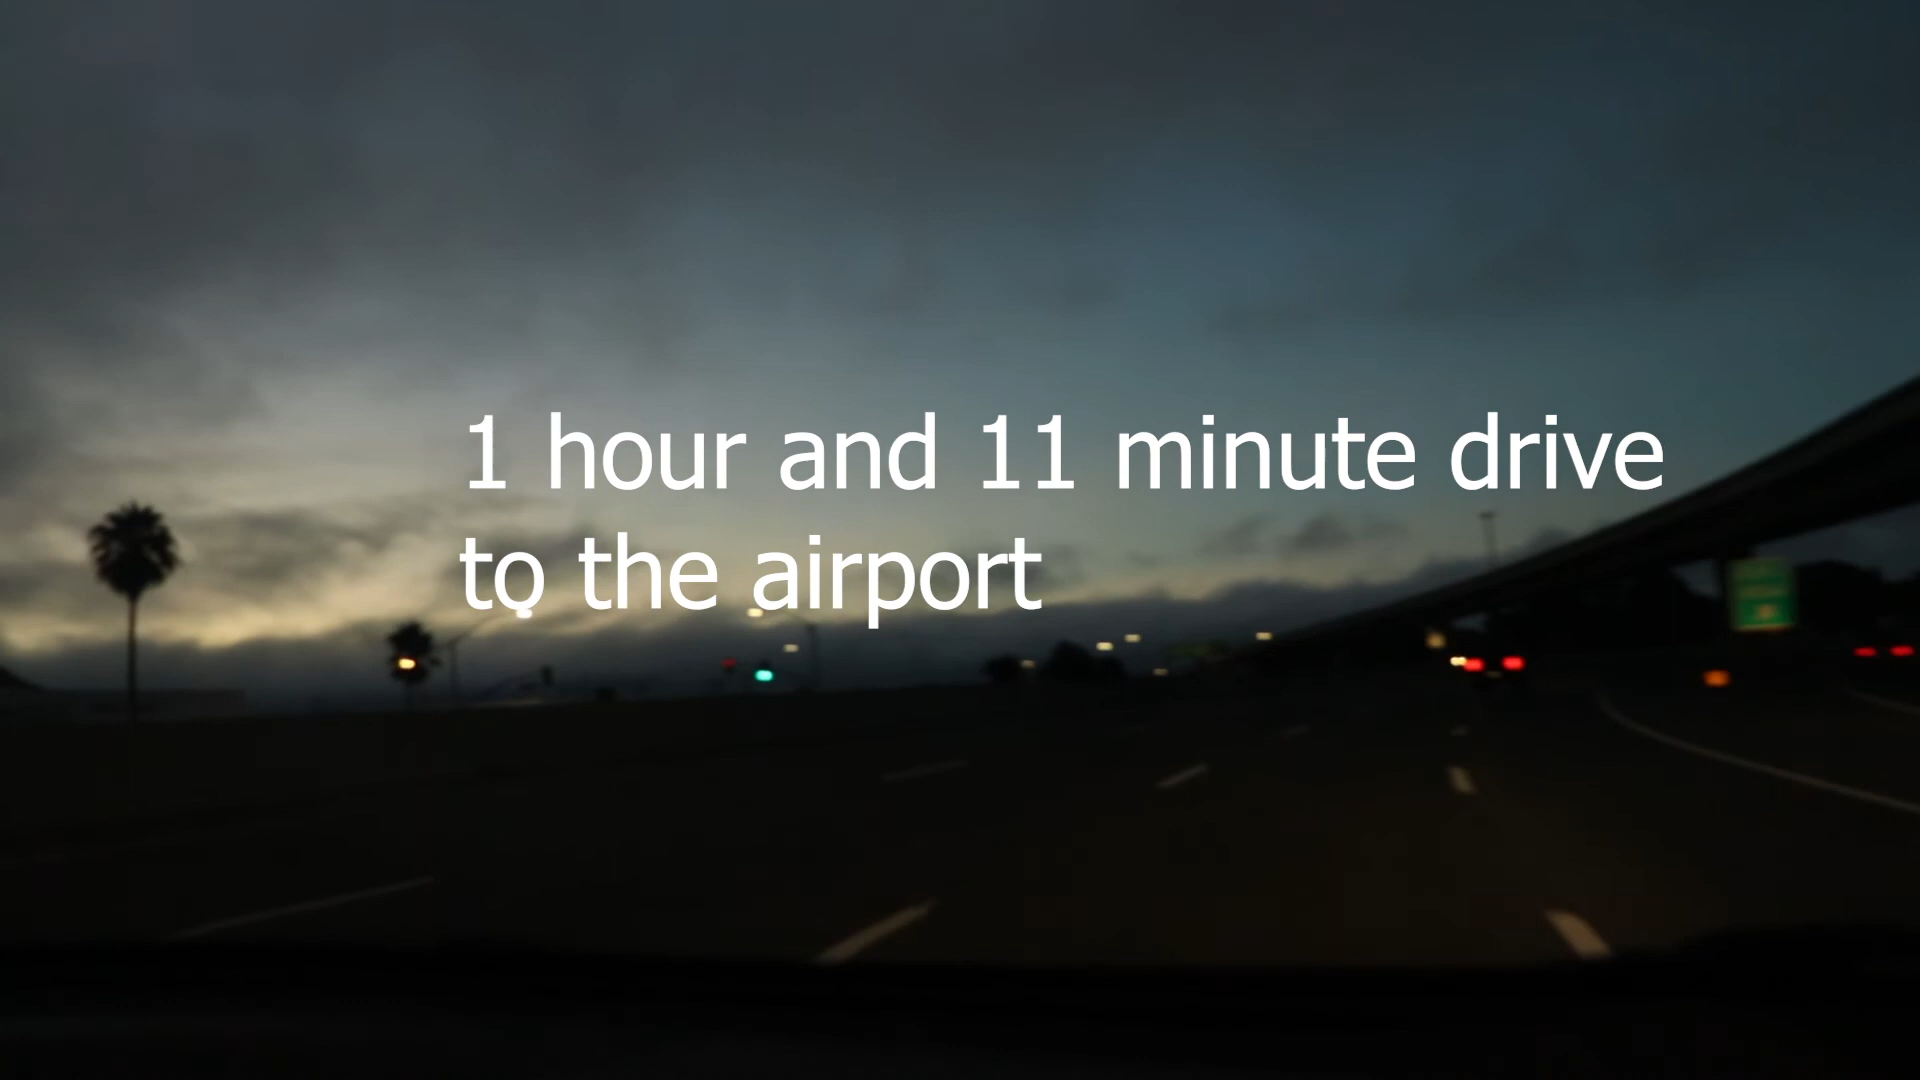 1 hour and 11 minute drive
to the airport